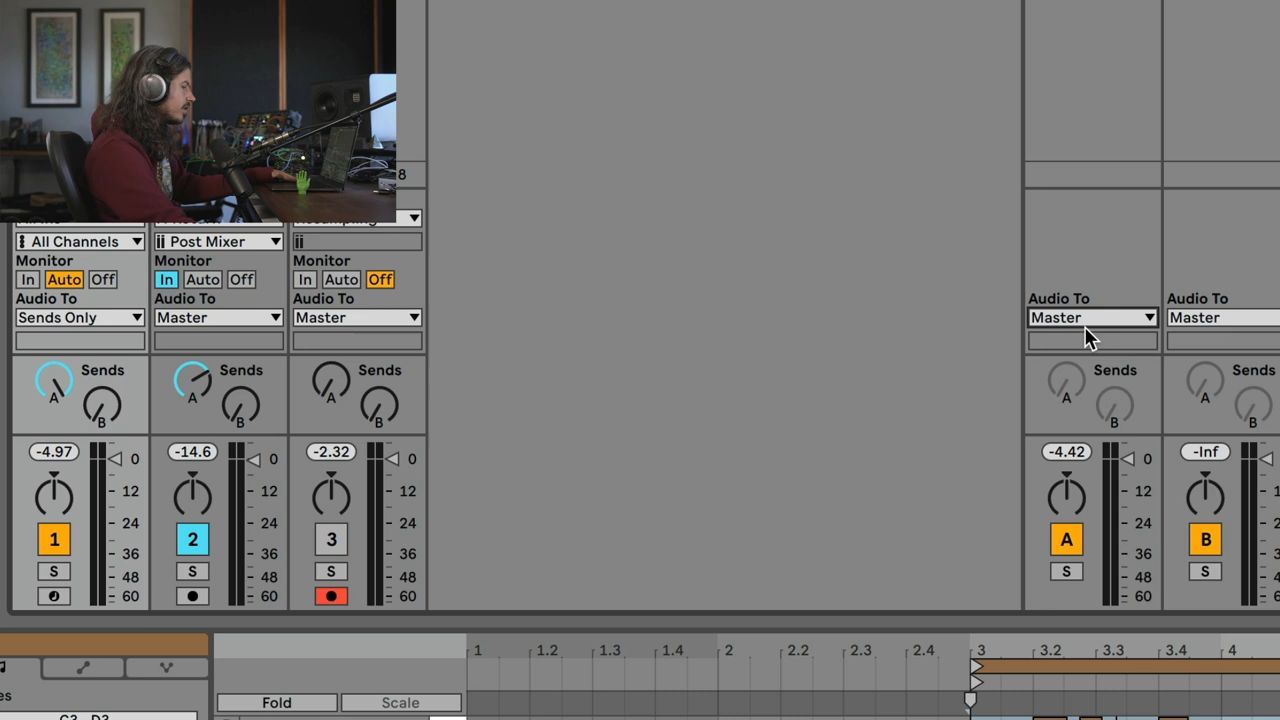 8
All Channels
Post Mixer
Monitor
Monitor
Monitor
In Auto Off
In Auto Off
In Auto Off
Audio To
Audio To
Audio To
Audio To
Audio To
Sends Only
Master
Master
Master
Master
Sends
Sends
Sends
Sends
Sends
A
A
A
A
A
B
B
B
B
B
-4.97
-14.6
-2.32
-4.42
-Inf
0
0
0
0
12
12
12
12
24
24
24
24
1
2
3
A
B
36
36
36
36
S
S
S
S
S
48
48
48
48
60
60
60
60
1
1.2
1.3
1.4
2
2.2
2.3
2.4
3
3.2
3.3
3.4
4
Fold
Scale